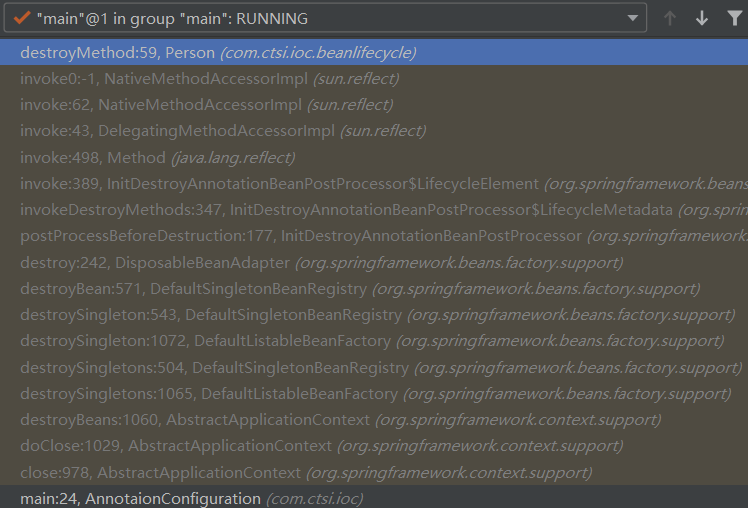 "main"@1 in group "main": RUNNING
destroyMethod:59, Person (com.ctsi.ioc.beanlifecycle)
invoke0:-1, NativeMethodAccessorImpl (sun.reflect)
invoke:62, NativeMethodAccessorImpl (sun.reflect)
invoke:43, DelegatingMethodAccessorImpl (sun.reflect)
invoke:498, Method (java.lang.reflect)
invoke:389, InitDestroyAnnotationBeanPostProcessor$LifecycleElement (org.springframework.beans
invokeDestroyMethods:347, InitDestroyAnnotationBeanPostProcessor$LifecycleMetadata (org.sprin
postProcessBeforeDestruction:177, InitDestroyAnnotationBeanPostProcessor (org.springframework.
destroy:242, DisposableBeanAdapter (org.springframework.beans.factory.support)
destroyBean:571, DefaultSingletonBeanRegistry (org.springframework.beans.factory.support)
destroySingleton:543, DefaultSingletonBeanRegistry (org.springframework.beans.factory.support)
destroySingleton:1072, DefaultListableBeanFactory (org.springframework.beans.factory.support)
destroySingletons:504, DefaultSingletonBeanRegistry (org.springframework.beans.factory.support)
destroySingletons:1065, DefaultListableBeanFactory (org.springframework.beans.factory.support)
destroyBeans:1060, AbstractApplicationContext (org.springframework.context.support)
doClose:1029, AbstractApplicationContext (org.springframework.context.support)
close:978, AbstractApplicationContext (org.springframework.context.support)
main:24, AnnotaionConfiguration (com.ctsi.ioc)